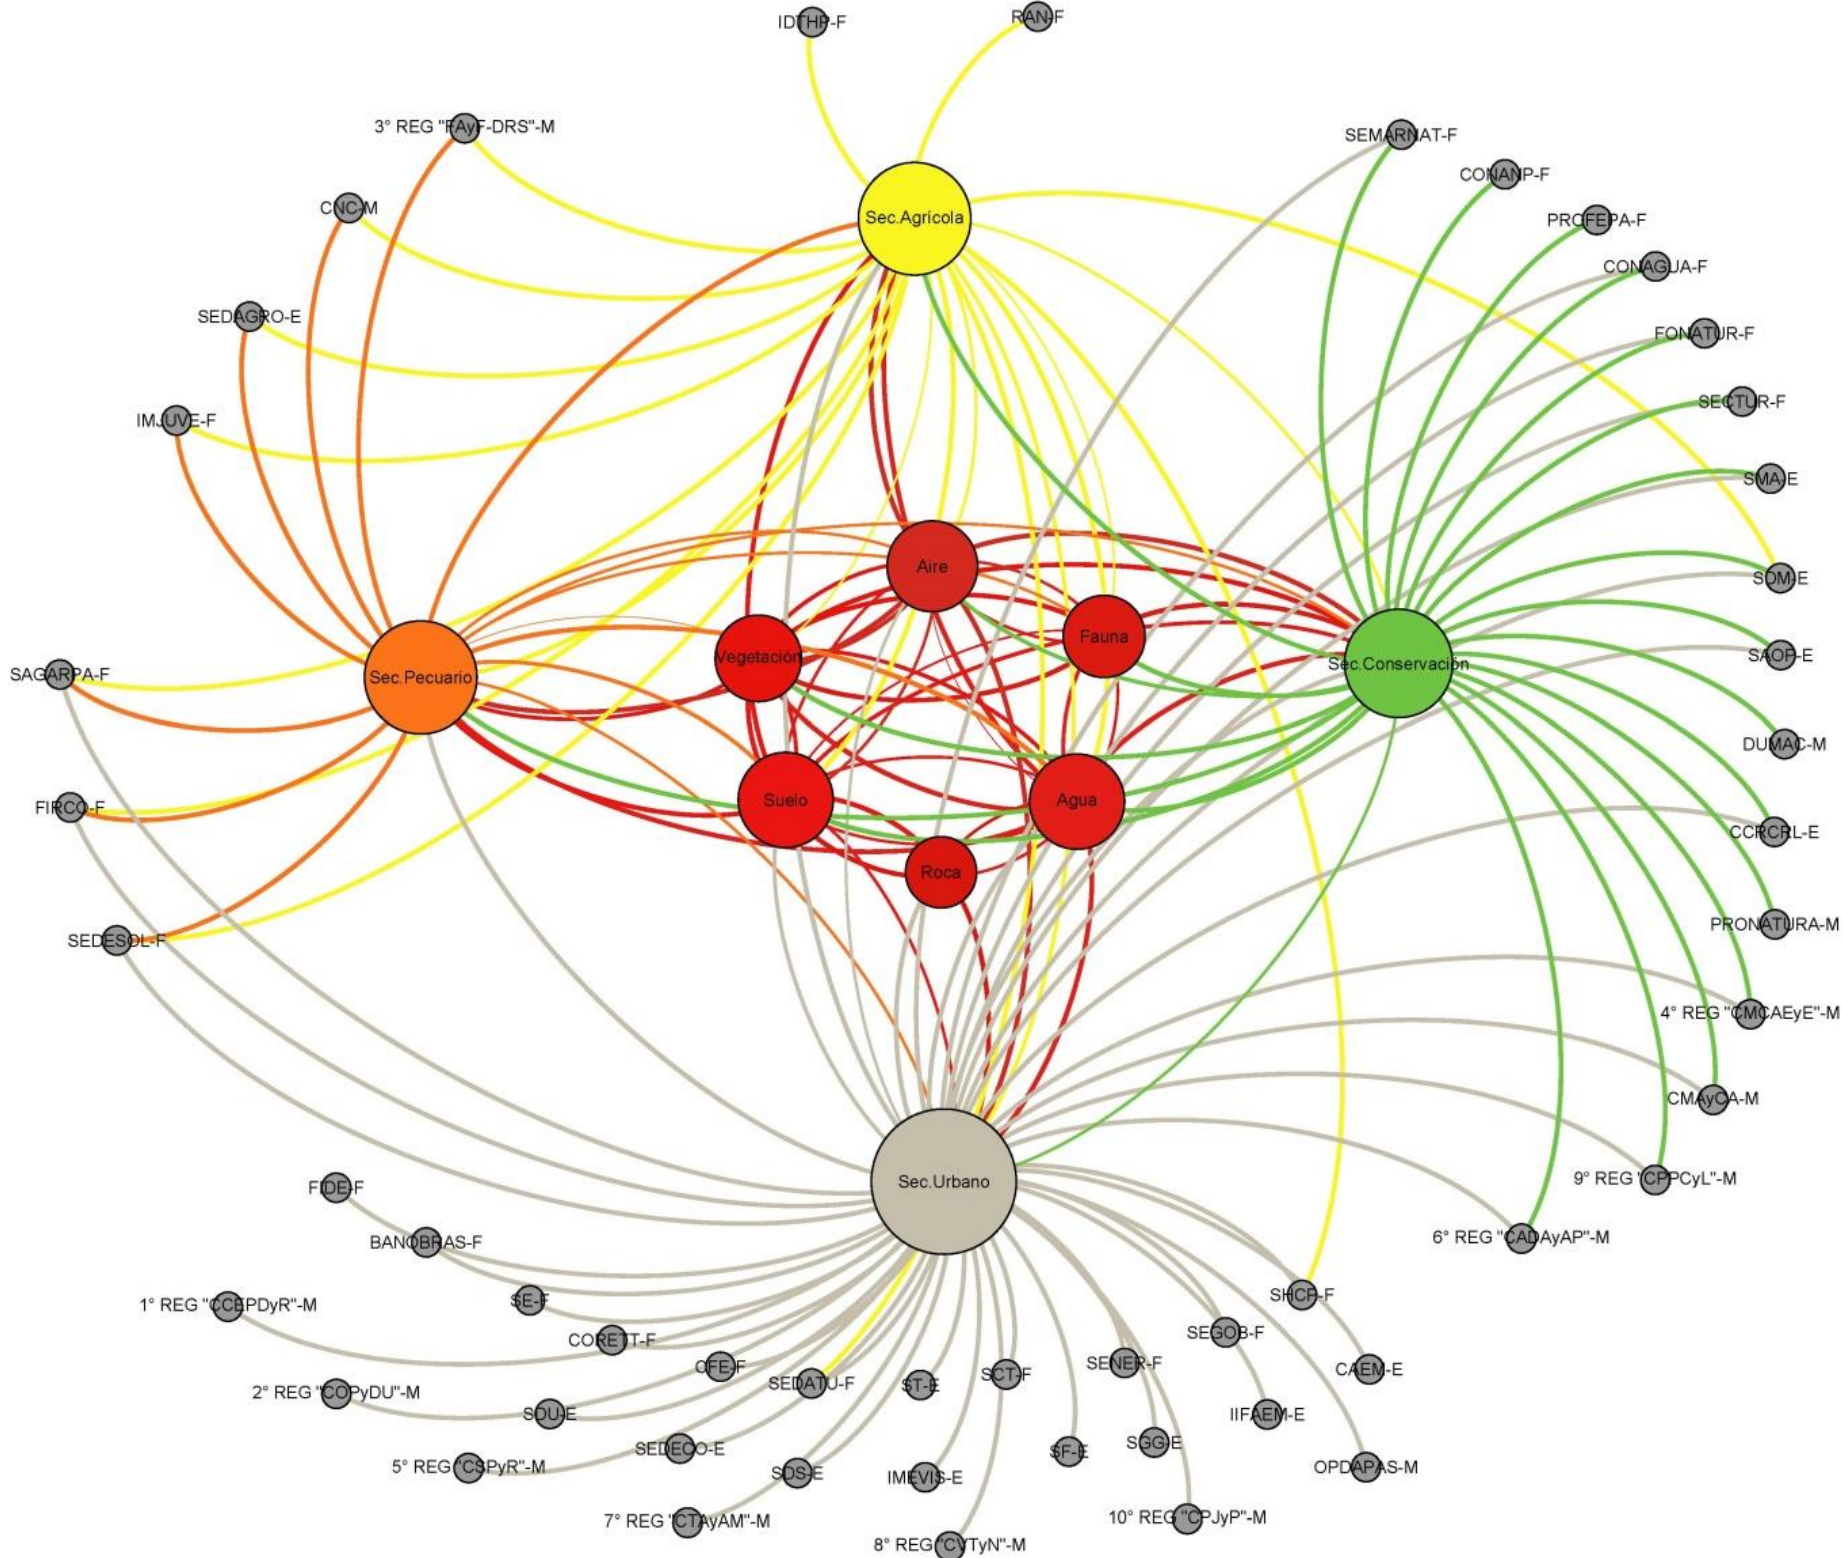 IDTHP-F
RAN-F
3° REG "FAyF-DRS"-M
SEMARNAT-F
CONANP-F
CNC-M
Sec.Agrícola
PROFEPA-F
CONAGUA-F
SEDAGRO-E
FONATUR-F
SECTUR-F
IMJUVE-F
SMA-E
Aire
SDM-E
Fauna
Vegetación
SAOP-E
Sec.Conservación
SAGARPA-F
Sec.Pecuario
DUMAC-M
Suelo
Agua
FIRCO-F
CCRCRL-E
Roca
PRONATURA-M
SEDESOL-F
4° REG "CMCAEyE"-M
CMAyCA-M
9° REG "CPPCyL"-M
Sec.Urbano
FIDE-F
6° REG "CADAyAP"-M
BANOBRAS-F
SHCP-F
SE-F
1° REG "CCEPDyR"-M
SEGOB-F
CORETT-F
SENER-F
CFE-F
CAEM-E
SCT-F
SEDATU-F
ST-E
2° REG "COPyDU"-M
SDU-E
IIFAEM-E
SGG-E
SEDECO-E
SF-E
5° REG "CSPyR"-M
OPDAPAS-M
SDS-E
IMEVIS-E
10° REG "CPJyP"-M
7° REG "CTAyAM"-M
8° REG "CVTyN"-M